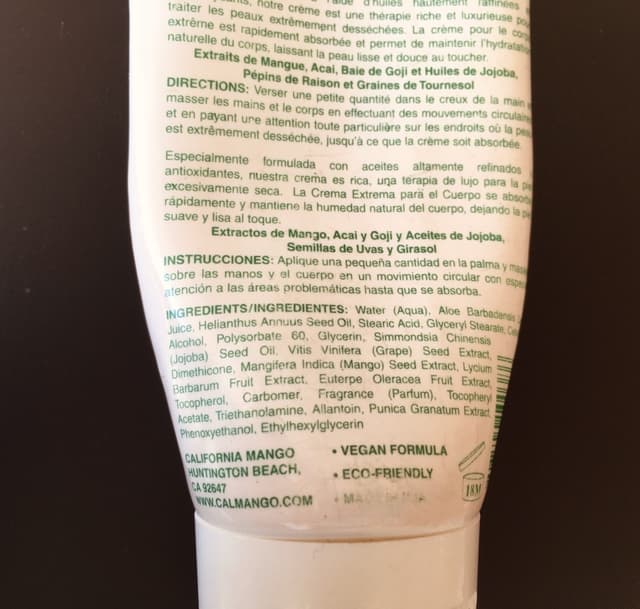 hautement raffinées
notre crème est une thérapie riche et luxurieuse
traiter les peaux extrêmement desséchées. La crème pour le corps
extrême est rapidement absorbée et permet de maintenir l'hydratation
naturelle du corps, laissant la peau lisse et douce au toucher.
Extraits de Mangue, Acai, Baie de Goji et Huiles de Jojoba,
Pépins de Raison et Graines de Tournesol
DIRECTIONS: Verser une petite quantité dans le creux de la main
masser les mains et le corps en effectuant des mouvements circulaires
et en payant une attention toute particulière sur les endroits où la
est extrêmement desséchée, jusqu'à ce que la crème soit absorbée.
Especialmente formulada con aceites altamente refinados
antioxidantes, nuestra crema es rica, una terapia de lujo para la
excesivamente seca. La Crema Extrema para el Cuerpo se
rápidamente y mantiene la humedad natural del cuerpo, dejando la
suave y lisa al toque.
Extractos de Mango, Acai y Goji y Aceites de Jojoba,
Semillas de Uvas y Girasol
INSTRUCCIONES: Aplique una pequeña cantidad en la palma y
sobre las manos y el cuerpo en un movimiento circular con
atención a las áreas problemáticas hasta que se absorba.
INGREDIENTS/INGREDIENTES: Water (Aqua), Aloe Barbadensis
Juice, Helianthus Annuus Seed Oil, Stearic Acid, Glyceryl Stearate,
Alcohol, Polysorbate 60, Glycerin, Simmondsia Chinensis
(Jojoba) Seed Oil, Vitis Vinifera (Grape) Seed Extract,
Dimethicone, Mangifera Indica (Mango) Seed Extract, Lycium
Barbarum Fruit Extract, Euterpe Oleracea Fruit Extract,
Tocopherol, Carbomer, Fragrance (Parfum), Tocopheryl
Acetate, Triethanolamine, Allantoin, Punica Granatum Extract,
Phenoxyethanol, Ethylhexylglycerin
CALIFORNIA MANGO
HUNTINGTON BEACH,
CA 92647
WWW.CALMANGO.COM
• VEGAN FORMULA
• ECO-FRIENDLY
18M